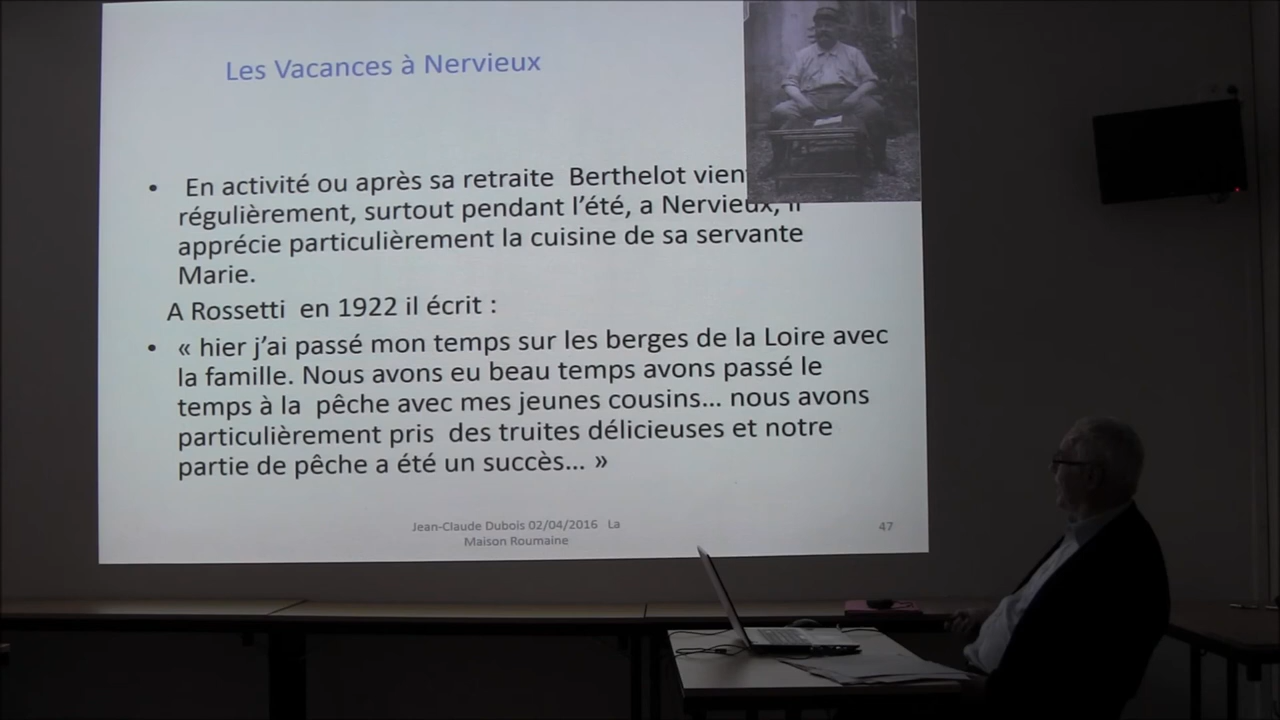 Les Vacances à Nervieux
• En activité ou après sa retraite Berthelot vien
régulièrement, surtout pendant l’été, a Nervieux, il
apprécie particulièrement la cuisine de sa servante
Marie.
A Rossetti en 1922 il écrit :
• « hier j’ai passé mon temps sur les berges de la Loire avec
la famille. Nous avons eu beau temps avons passé le
temps à la pêche avec mes jeunes cousins... nous avons
particulièrement pris des truites délicieuses et notre
partie de pêche a été un succès... »
Jean-Claude Dubois 02/04/2016 La
Maison Roumaine
47